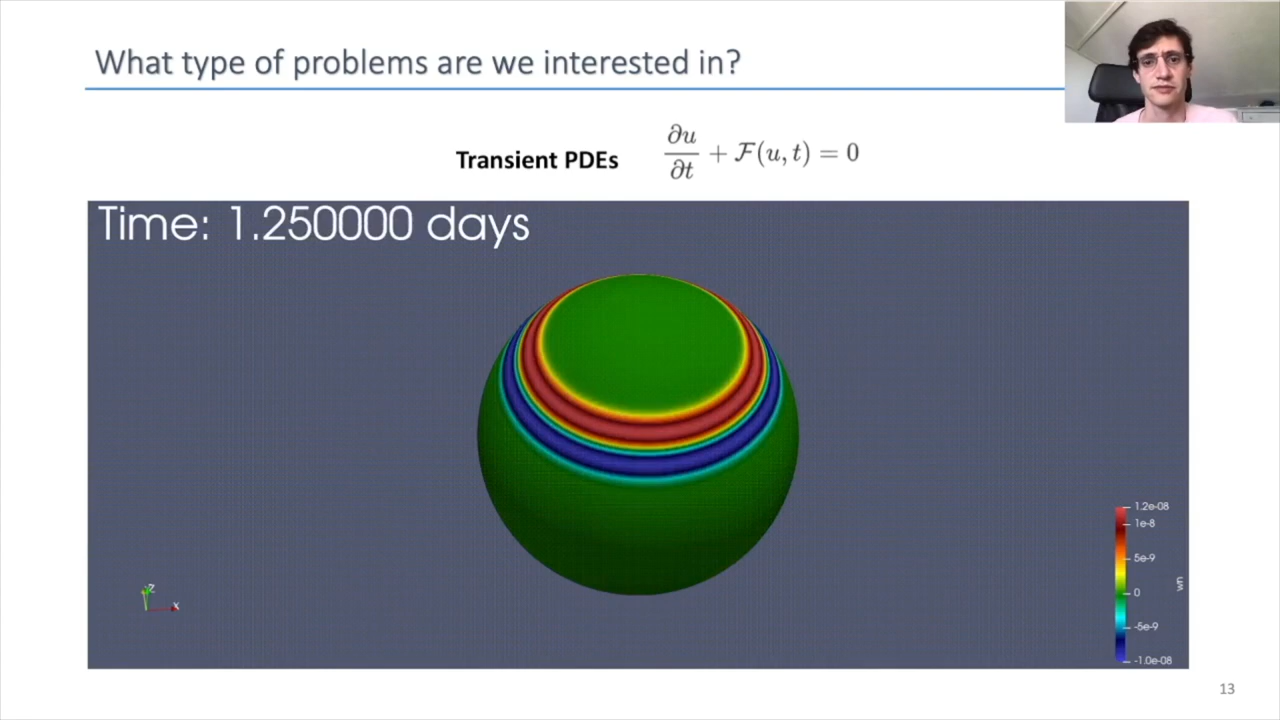 What type of problems are we interested in?
Transient PDEs
∂u/∂t + F(u, t) = 0
Time: 1.250000 days
1.2e-08
1e-8
5e-9
0
-5e-9
-1.0e-08
wn
Z
X
13